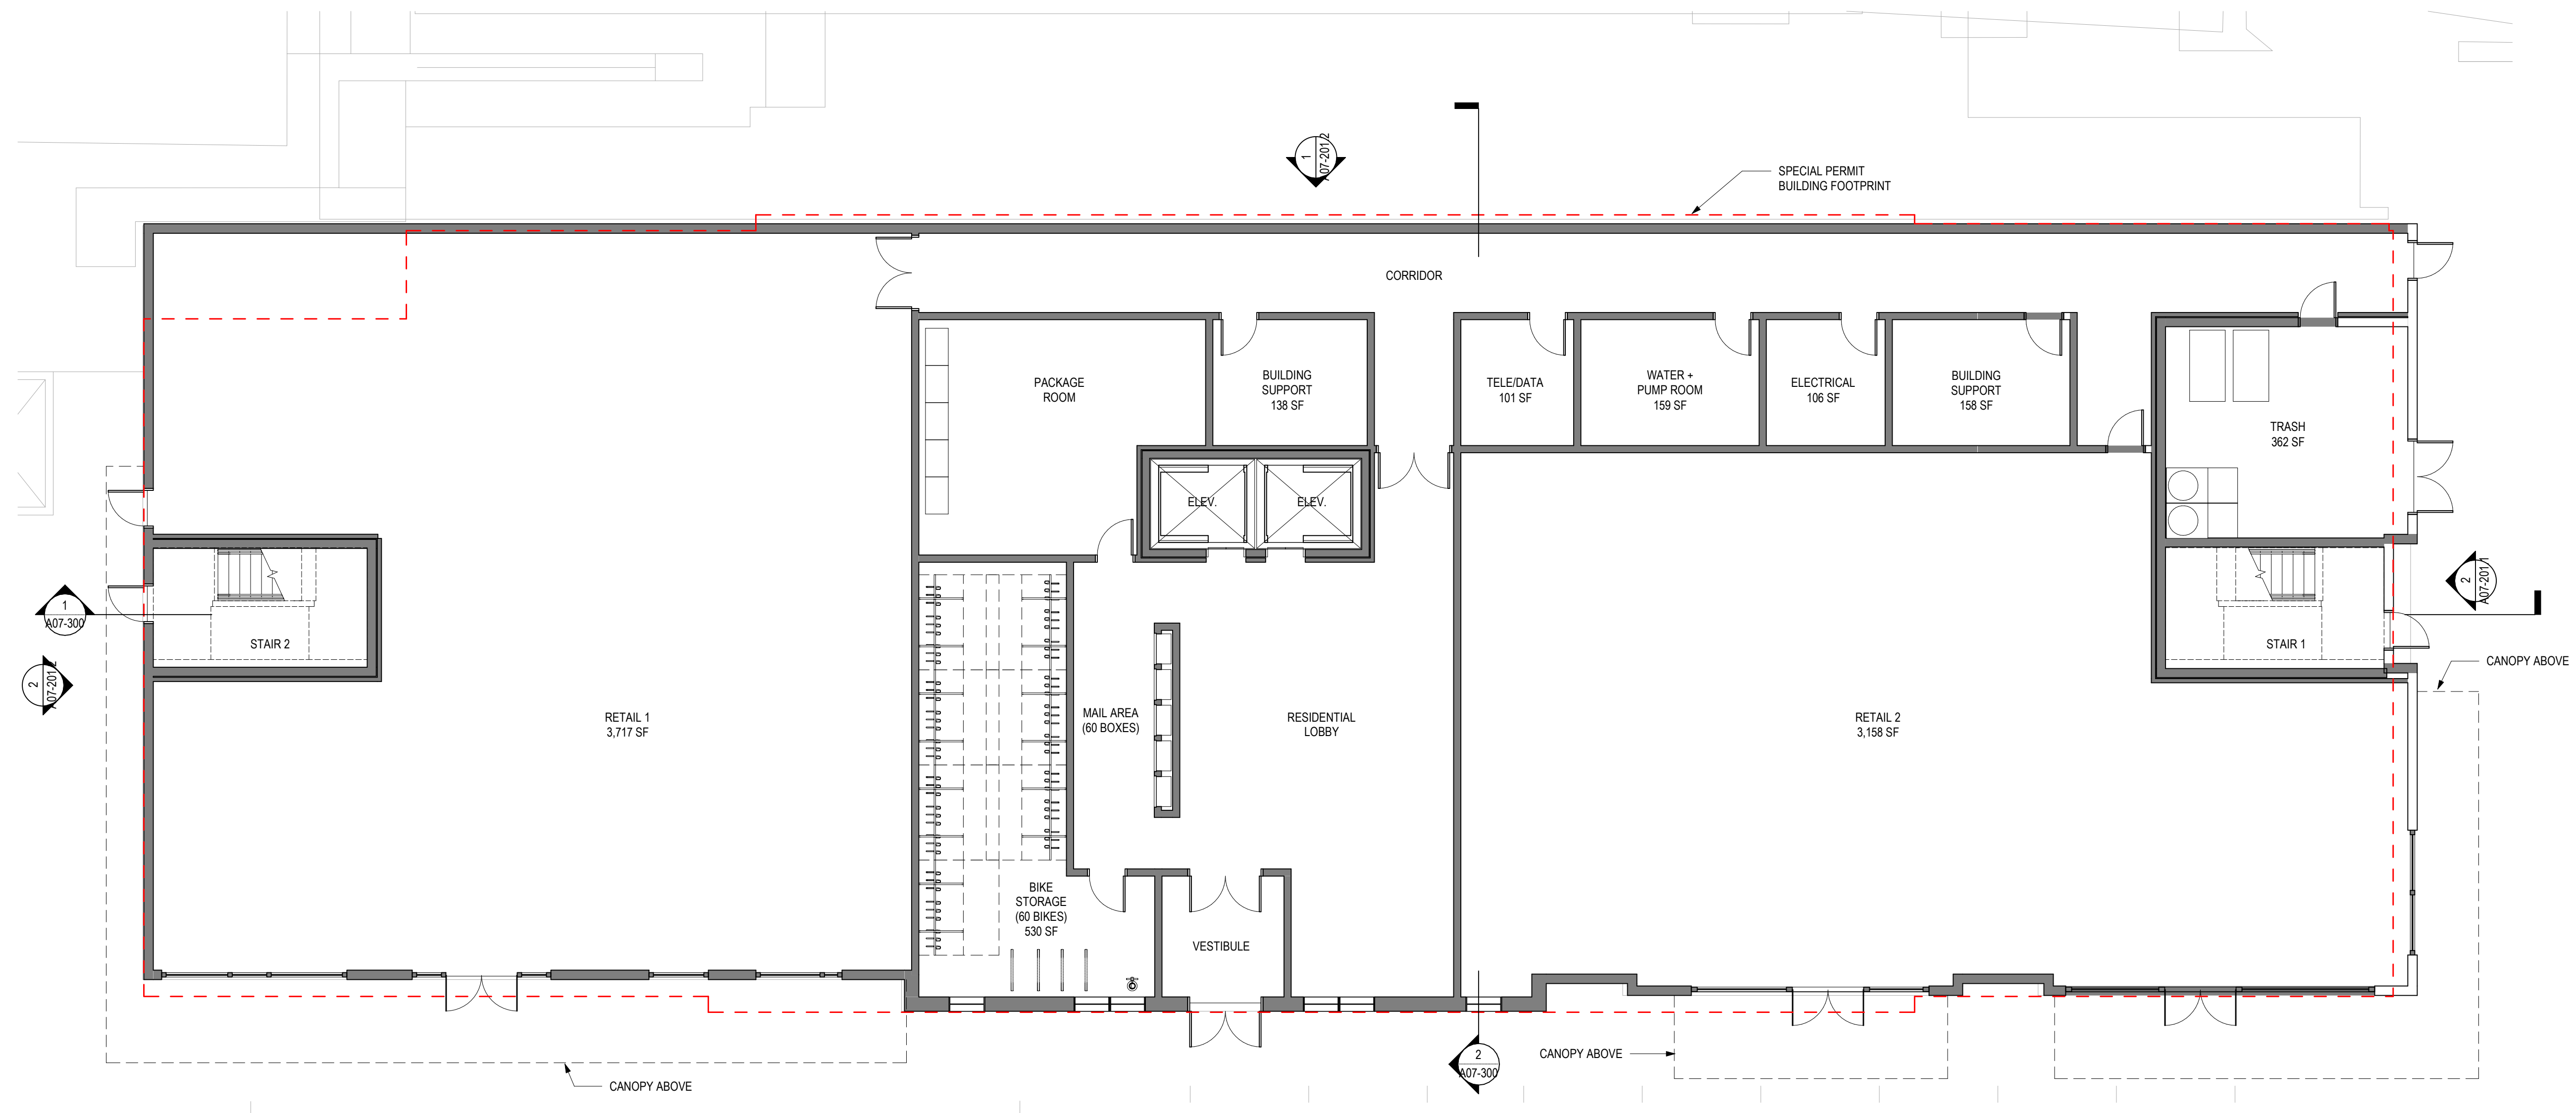 1
A07-201.2
SPECIAL PERMIT
BUILDING FOOTPRINT
CORRIDOR
PACKAGE
ROOM
BUILDING
SUPPORT
138 SF
TELE/DATA
101 SF
WATER +
PUMP ROOM
159 SF
ELECTRICAL
106 SF
BUILDING
SUPPORT
158 SF
TRASH
362 SF
ELEV.
ELEV.
1
A07-300
STAIR 2
2
A07-201.2
2
A07-201.1
STAIR 1
CANOPY ABOVE
RETAIL 1
3,717 SF
MAIL AREA
(60 BOXES)
RESIDENTIAL
LOBBY
RETAIL 2
3,158 SF
BIKE
STORAGE
(60 BIKES)
530 SF
VESTIBULE
2
A07-300
CANOPY ABOVE
CANOPY ABOVE